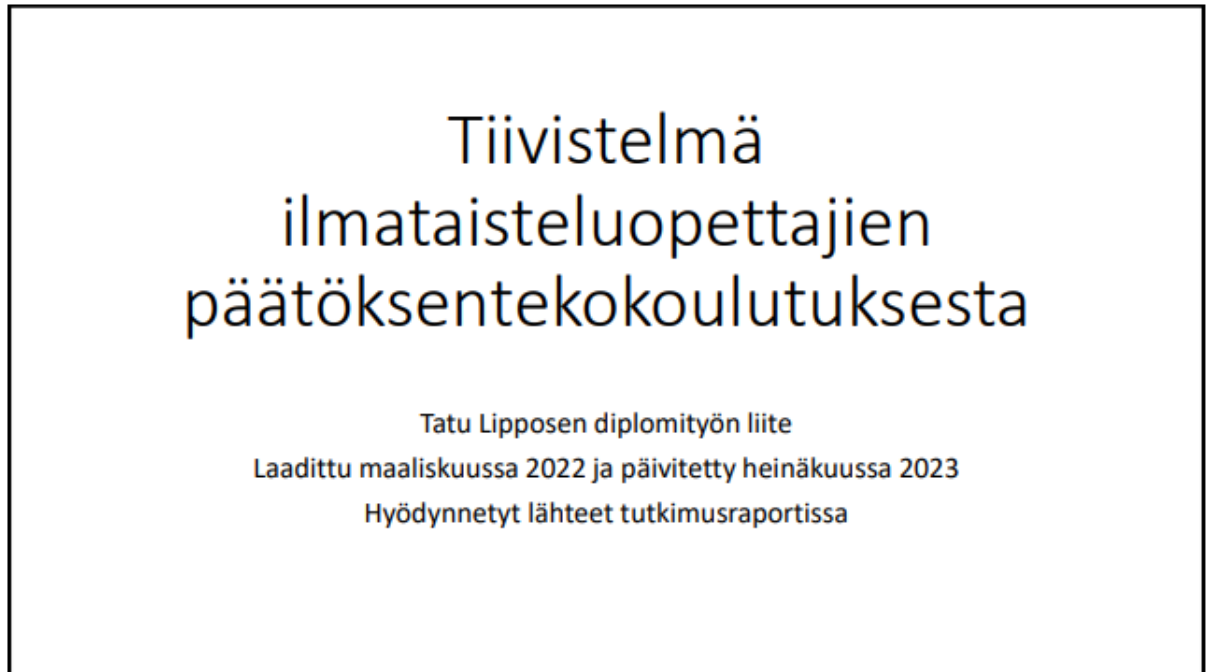 Tiivistelmä
ilmataisteluopettajien
päätöksentekokoulutuksesta
Tatu Lipposen diplomityön liite
Laadittu maaliskuussa 2022 ja päivitetty heinäkuussa 2023
Hyödynnetyt lähteet tutkimusraportissa